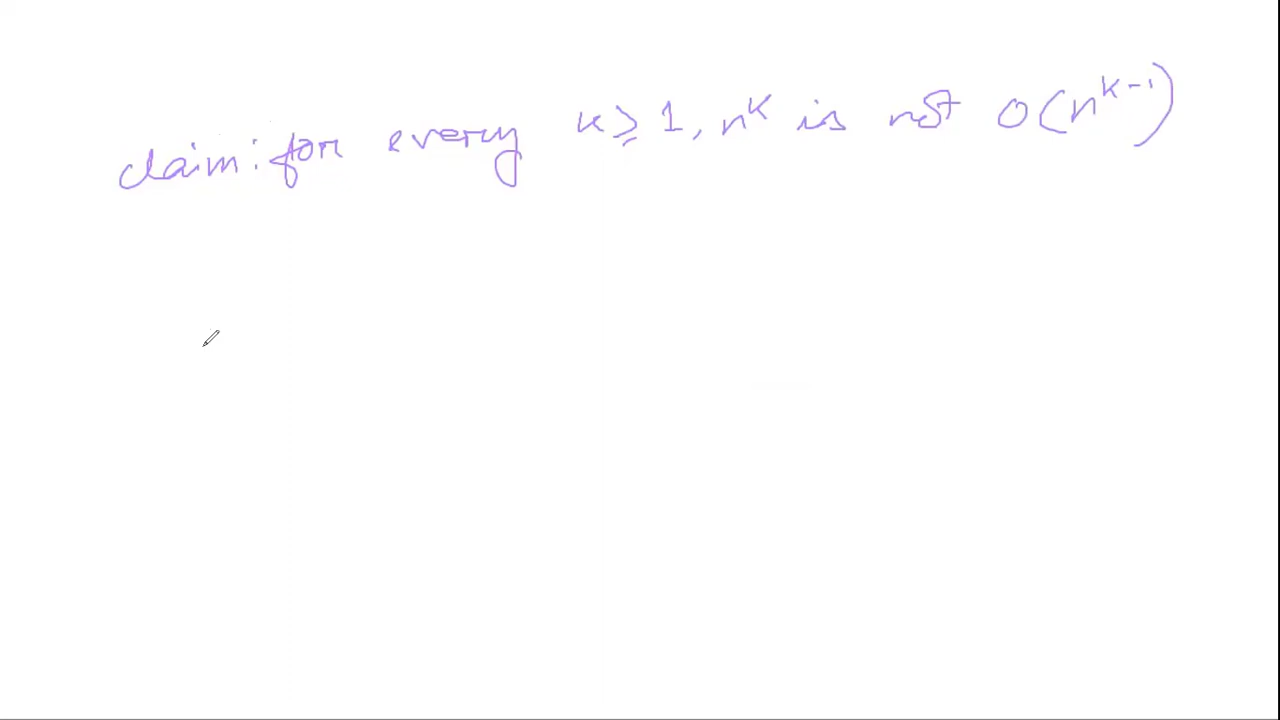 claim: for every k ≥ 1, n^k is not O(n^{k-1})